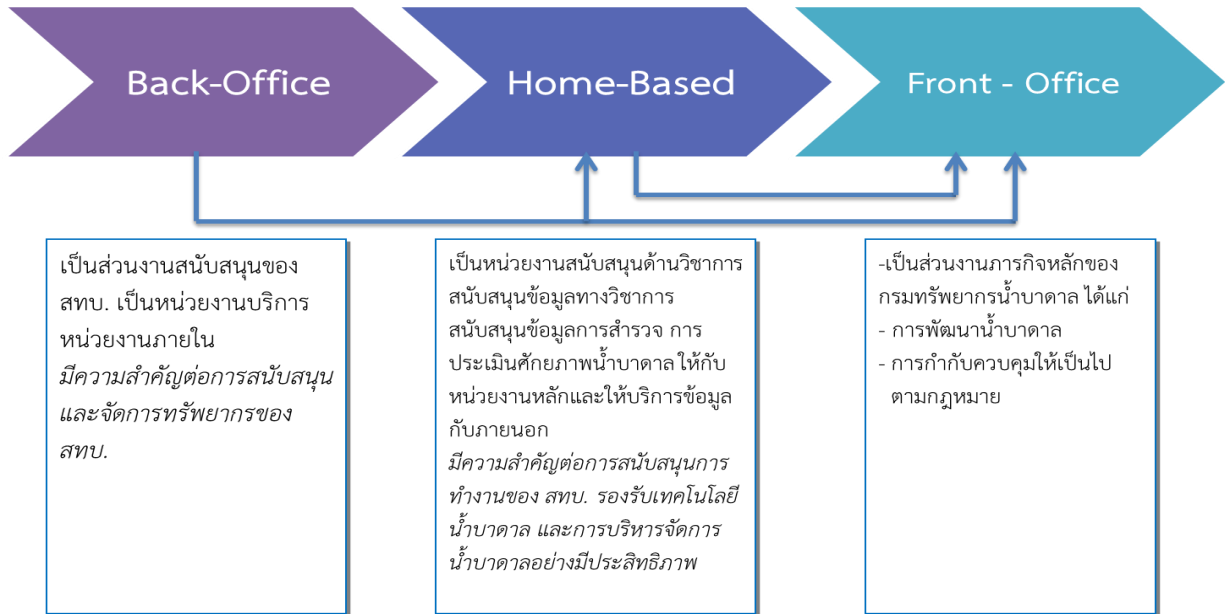 Back-Office
Home-Based
Front - Office
เป็นส่วนงานสนับสนุนของ
สทบ. เป็นหน่วยงานบริการ
หน่วยงานภายใน
มีความสำคัญต่อการสนับสนุน
และจัดการทรัพยากรของ
สทบ.
เป็นหน่วยงานสนับสนุนด้านวิชาการ
สนับสนุนข้อมูลทางวิชาการ
สนับสนุนข้อมูลการสำรวจ การ
ประเมินศักยภาพน้ำบาดาล ให้กับ
หน่วยงานหลักและให้บริการข้อมูล
กับภายนอก
มีความสำคัญต่อการสนับสนุนการ
ทำงานของ สทบ. รองรับเทคโนโลยี
น้ำบาดาล และการบริหารจัดการ
น้ำบาดาลอย่างมีประสิทธิภาพ
-เป็นส่วนงานภารกิจหลักของ
กรมทรัพยากรน้ำบาดาล ได้แก่
- การพัฒนาน้ำบาดาล
- การกำกับควบคุมให้เป็นไป
ตามกฎหมาย